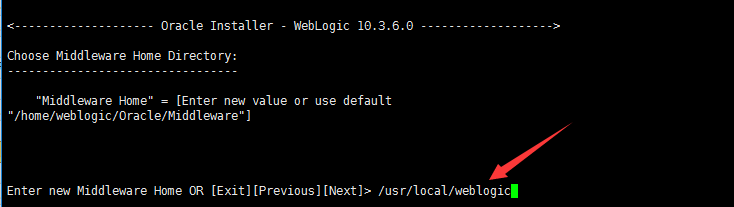 <-------------------- Oracle Installer - WebLogic 10.3.6.0 ------------------->
Choose Middleware Home Directory:
---------------------------------
"Middleware Home" = [Enter new value or use default
"/home/weblogic/Oracle/Middleware"]
Enter new Middleware Home OR [Exit][Previous][Next]> /usr/local/weblogic